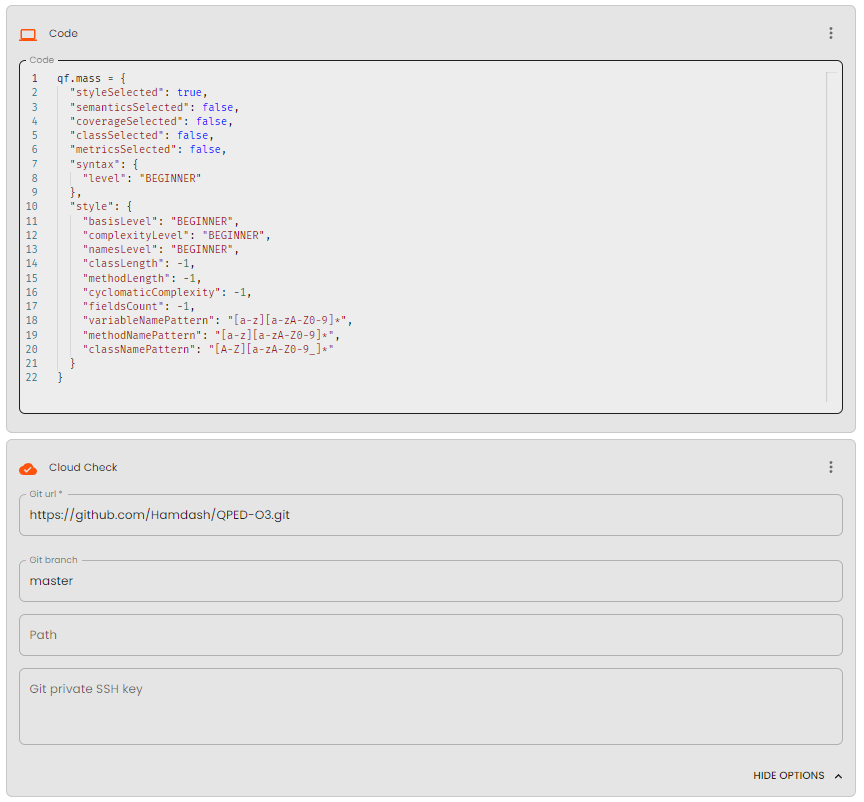 Code
Code
1 qf.mass = {
2 "styleSelected": true,
3 "semanticsSelected": false,
4 "coverageSelected": false,
5 "classSelected": false,
6 "metricsSelected": false,
7 "syntax": {
8 "level": "BEGINNER"
9 },
10 "style": {
11 "basisLevel": "BEGINNER",
12 "complexityLevel": "BEGINNER",
13 "namesLevel": "BEGINNER",
14 "classLength": -1,
15 "methodLength": -1,
16 "cyclomaticComplexity": -1,
17 "fieldsCount": -1,
18 "variableNamePattern": "[a-z][a-zA-Z0-9]*",
19 "methodNamePattern": "[a-z][a-zA-Z0-9]*",
20 "classNamePattern": "[A-Z][a-zA-Z0-9_]*"
21 }
22 }
Cloud Check
Git url *
https://github.com/Hamdash/QPED-O3.git
Git branch
master
Path
Git private SSH key
HIDE OPTIONS